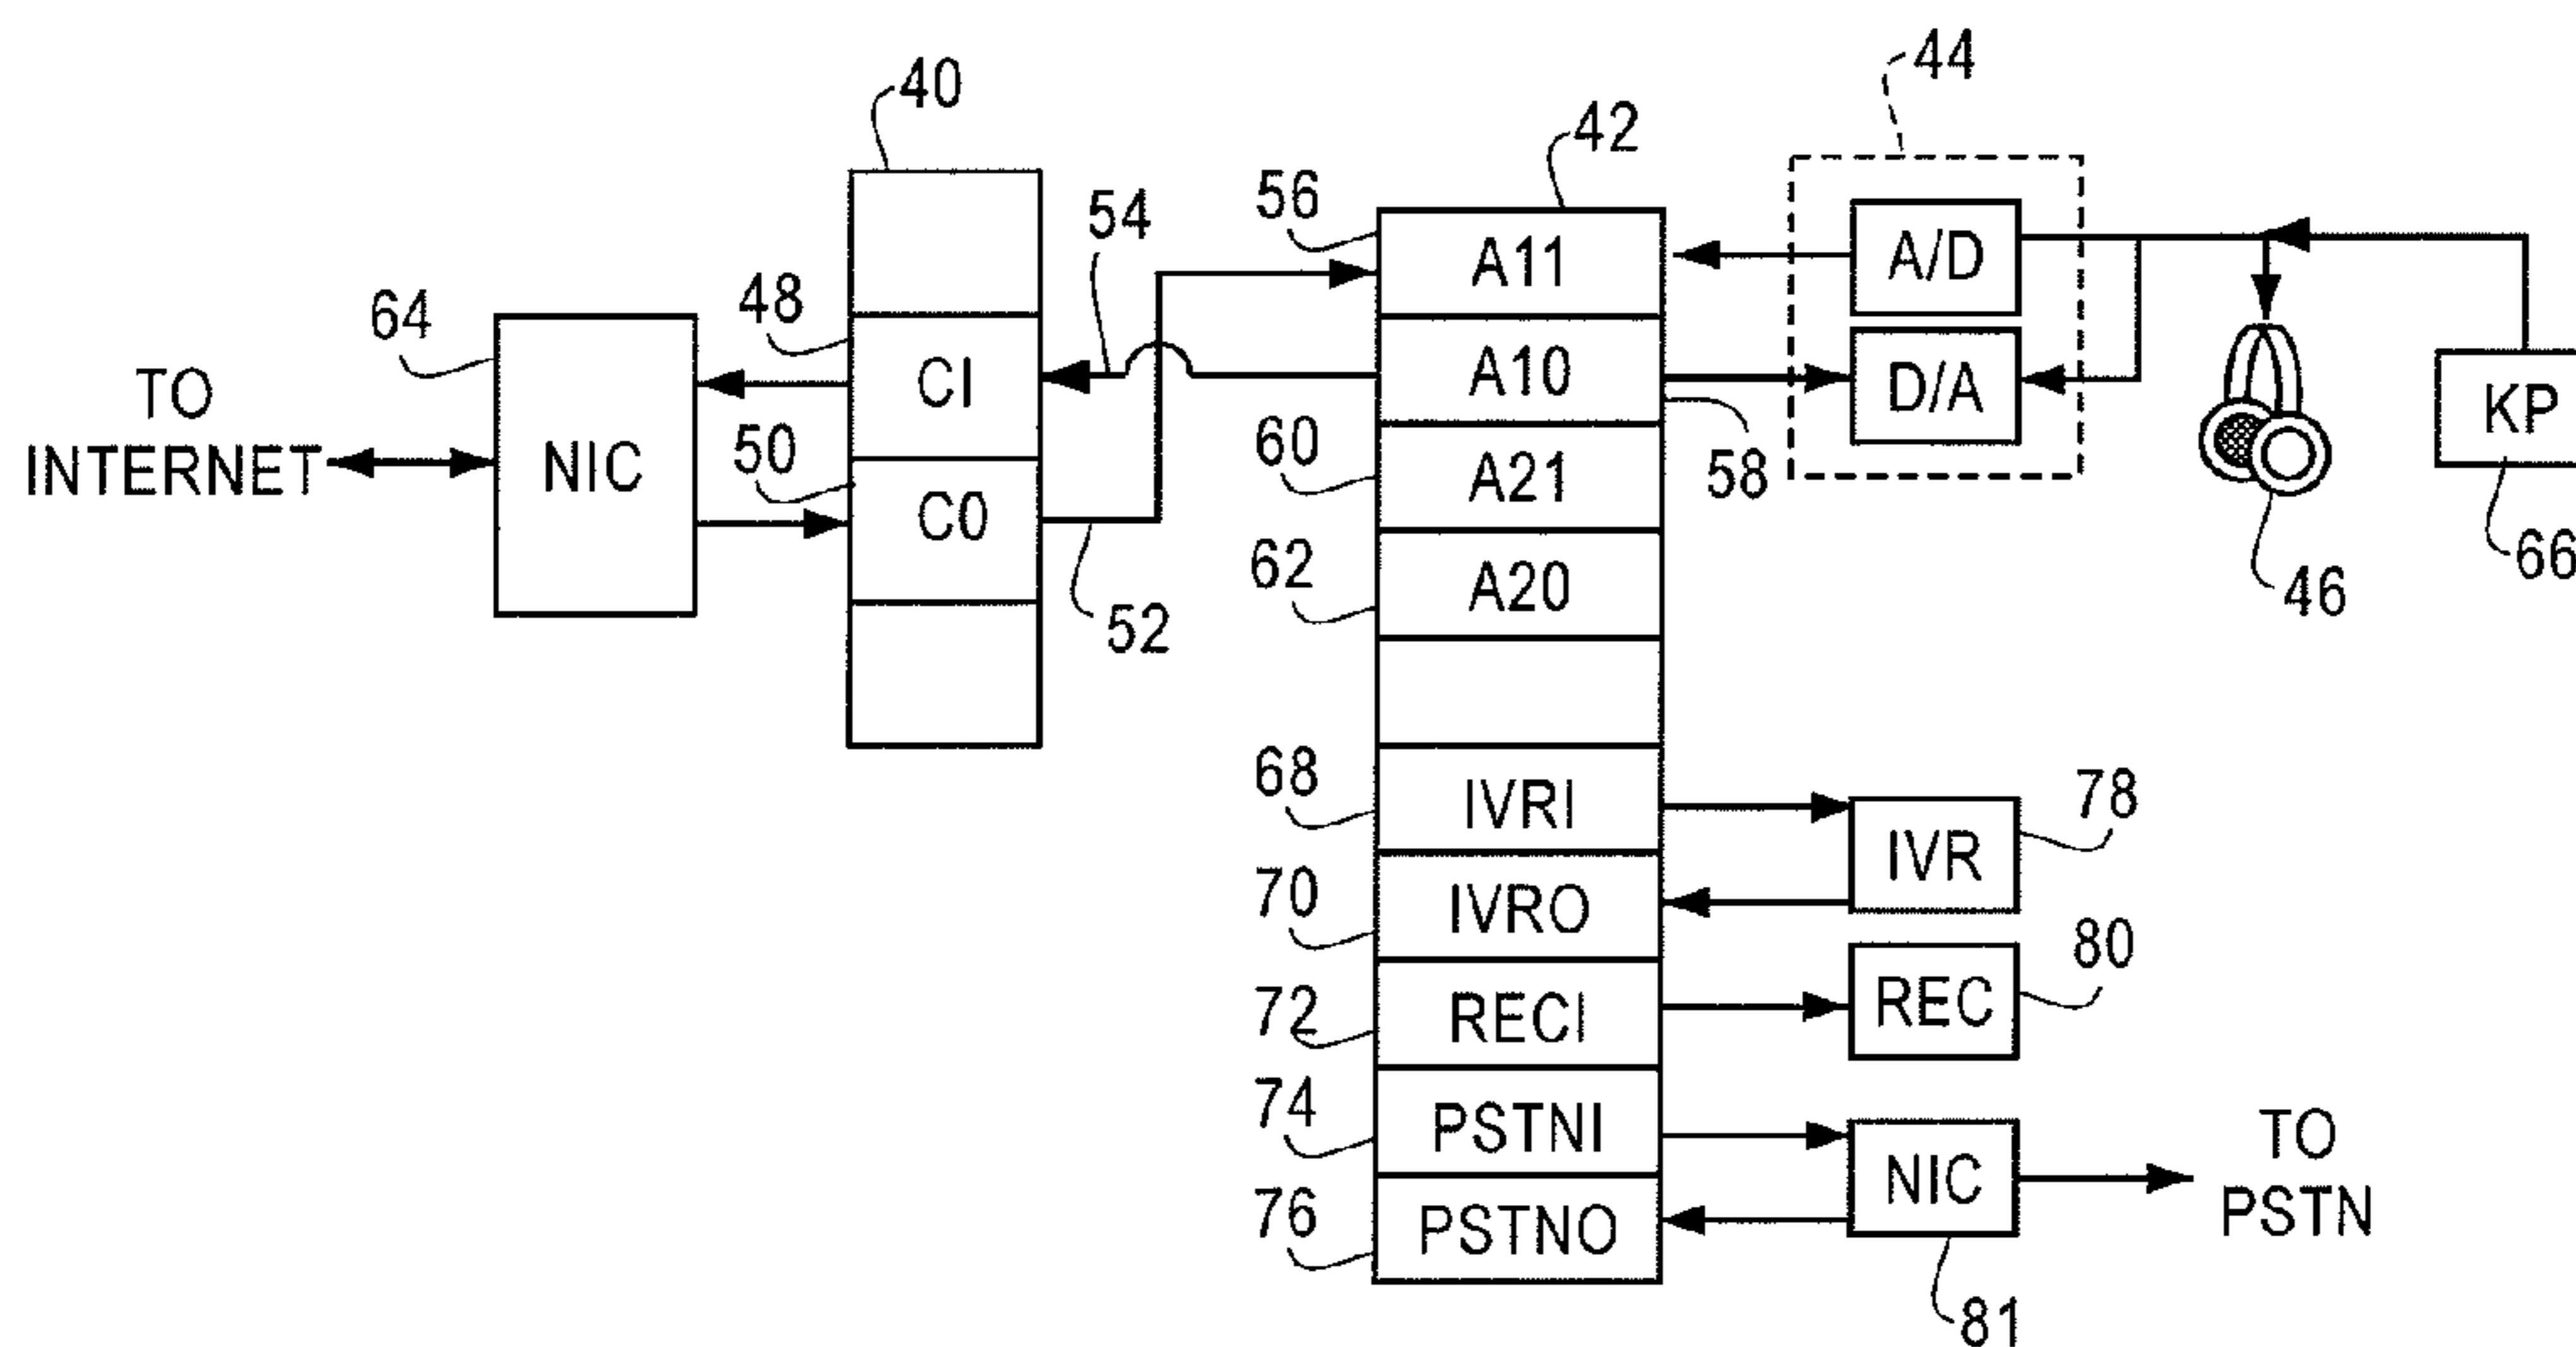 40
44
42
56
A11
A/D
54
48
64
CI
A10
D/A
KP
TO
INTERNET
NIC
50
60
A21
58
C0
66
62
A20
46
52
68
IVRI
78
IVR
70
IVRO
80
72
RECI
REC
74
PSTNI
TO
PSTN
NIC
76
PSTNO
81